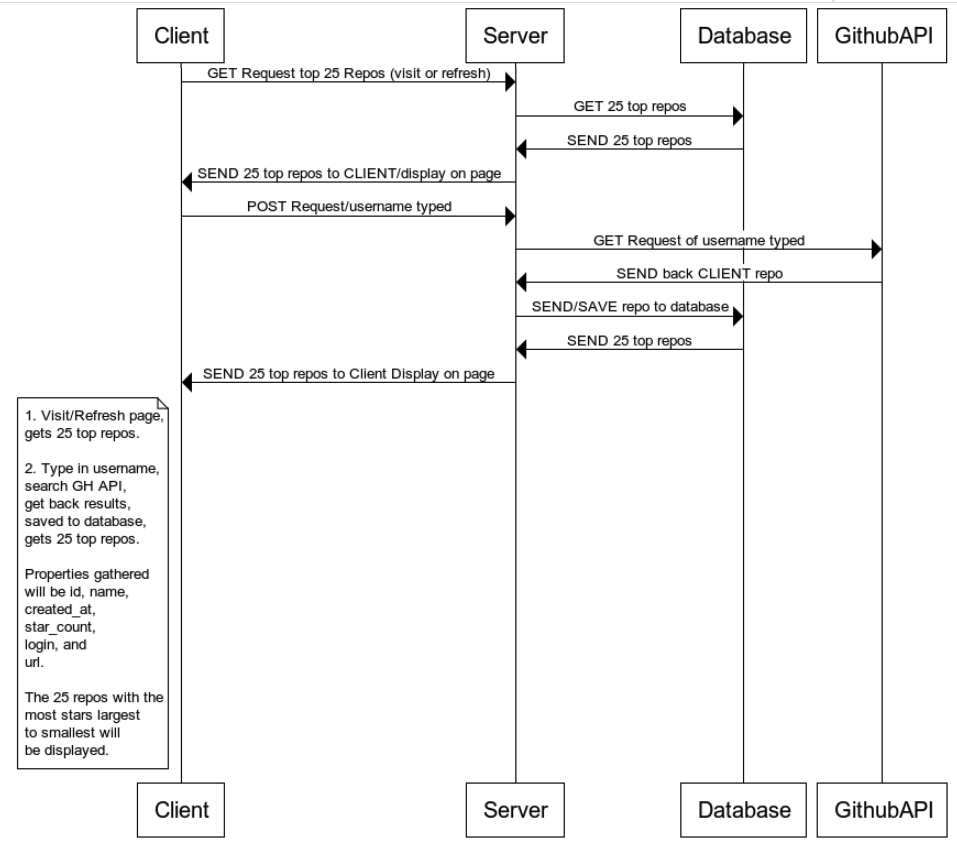 Client
Server
Database
GithubAPI
GET Request top 25 Repos (visit or refresh)
GET 25 top repos
SEND 25 top repos
SEND 25 top repos to CLIENT/display on page
POST Request/username typed
GET Request of username typed
SEND back CLIENT repo
SEND/SAVE repo to database
SEND 25 top repos
SEND 25 top repos to Client Display on page
1. Visit/Refresh page,
gets 25 top repos.
2. Type in username,
search GH API,
get back results,
saved to database,
gets 25 top repos.
Properties gathered
will be id, name,
created_at,
star_count,
login, and
url.
The 25 repos with the
most stars largest
to smallest will
be displayed.
Client
Server
Database
GithubAPI